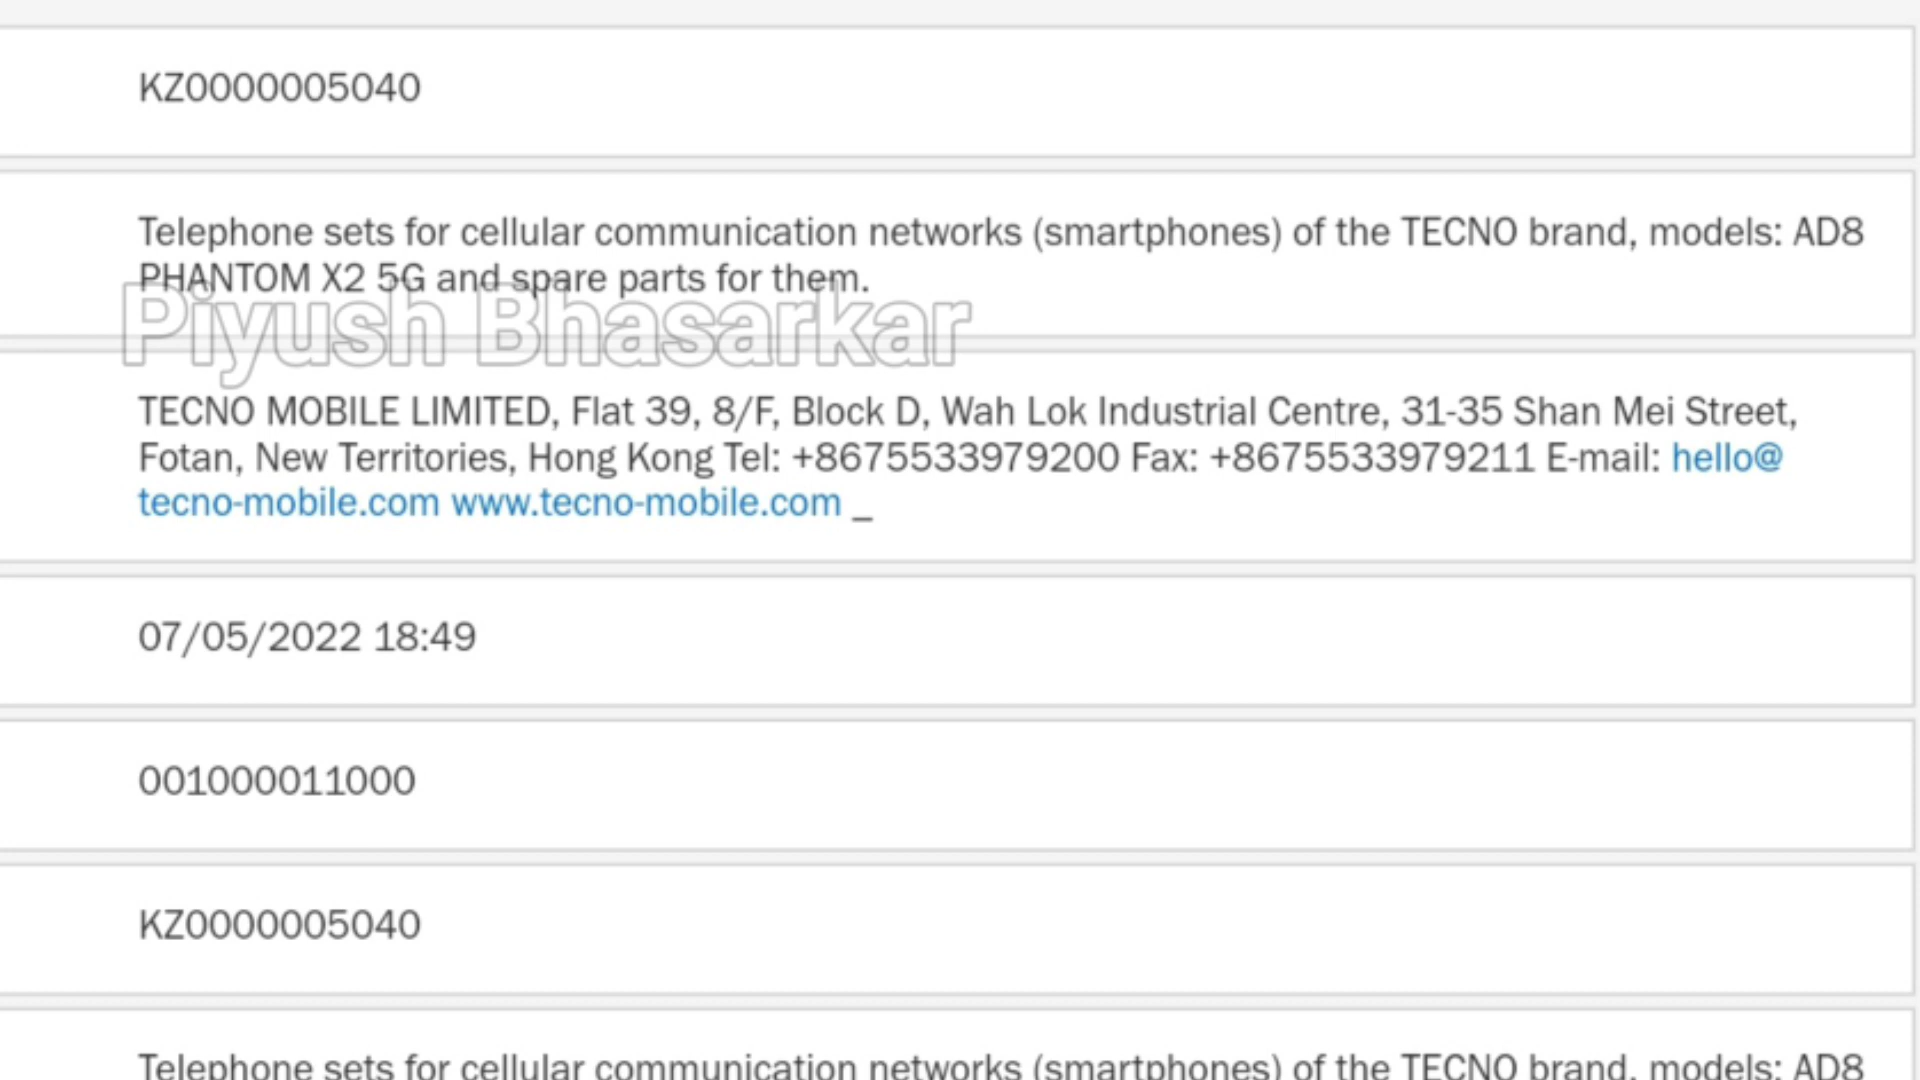 KZ0000005040
Telephone sets for cellular communication networks (smartphones) of the TECNO brand, models: AD8
PHANTOM X2 5G and spare parts for them.
Piyush Bhasarkar
TECNO MOBILE LIMITED, Flat 39, 8/F, Block D, Wah Lok Industrial Centre, 31-35 Shan Mei Street,
Fotan, New Territories, Hong Kong Tel: +8675533979200 Fax: +8675533979211 E-mail: hello@
tecno-mobile.com www.tecno-mobile.com _
07/05/2022 18:49
001000011000
KZ0000005040
Telephone sets for cellular communication networks (smartphones) of the TECNO brand, models: AD8